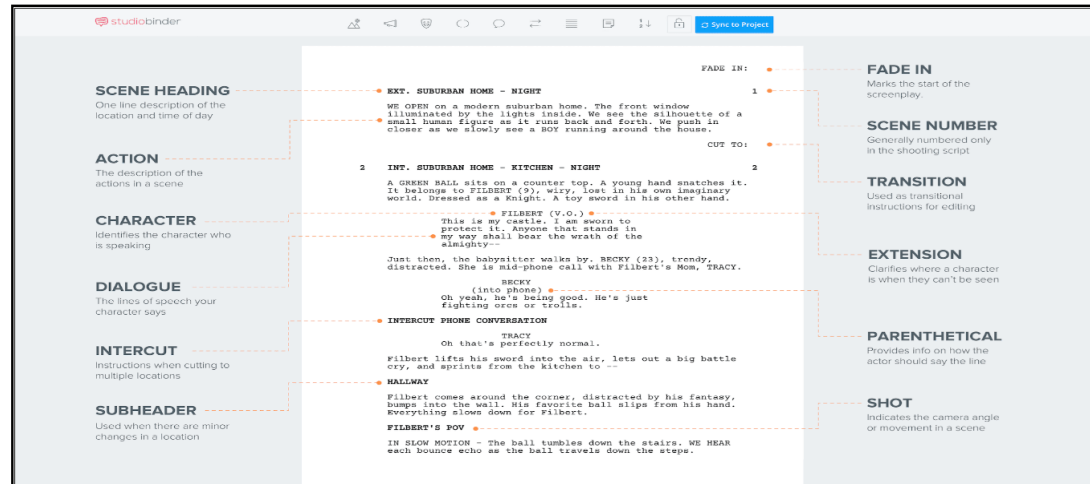 studiobinder
Sync to Project
SCENE HEADING
One line description of the
location and time of day
ACTION
The description of the
actions in a scene
CHARACTER
Identifies the character who
is speaking
DIALOGUE
The lines of speech your
character says
INTERCUT
Instructions when cutting to
multiple locations
SUBHEADER
Used when there are minor
changes in a location
FADE IN:
EXT. SUBURBAN HOME - NIGHT 1
WE OPEN on a modern suburban home. The front window
illuminated by the lights inside. We see the silhouette of a
small human figure as it runs back and forth. We push in
closer as we slowly see a BOY running around the house.
CUT TO:
2 INT. SUBURBAN HOME - KITCHEN - NIGHT 2
A GREEN BALL sits on a counter top. A young hand snatches it.
It belongs to FILBERT (9), wiry, lost in his own imaginary
world. Dressed as a Knight. A toy sword in his other hand.
FILBERT (V.O.)
This is my castle. I am sworn to
protect it. Anyone that stands in
my way shall bear the wrath of the
almighty--
Just then, the babysitter walks by. BECKY (23), trendy,
distracted. She is mid-phone call with Filbert's Mom, TRACY.
BECKY
(into phone)
Oh yeah, he's being good. He's just
fighting orcs or trolls.
INTERCUT PHONE CONVERSATION
TRACY
Oh that's perfectly normal.
Filbert lifts his sword into the air, lets out a big battle
cry, and sprints from the kitchen to --
HALLWAY
Filbert comes around the corner, distracted by his fantasy,
bumps into the wall. His favorite ball slips from his hand.
Everything slows down for Filbert.
FILBERT'S POV
IN SLOW MOTION - The ball tumbles down the stairs. WE HEAR
each bounce echo as the ball travels down the steps.
FADE IN
Marks the start of the
screenplay.
SCENE NUMBER
Generally numbered only
in the shooting script
TRANSITION
Used as transitional
instructions for editing
EXTENSION
Clarifies where a character
is when they can't be seen
PARENTHETICAL
Provides info on how the
actor should say the line
SHOT
Indicates the camera angle
or movement in a scene